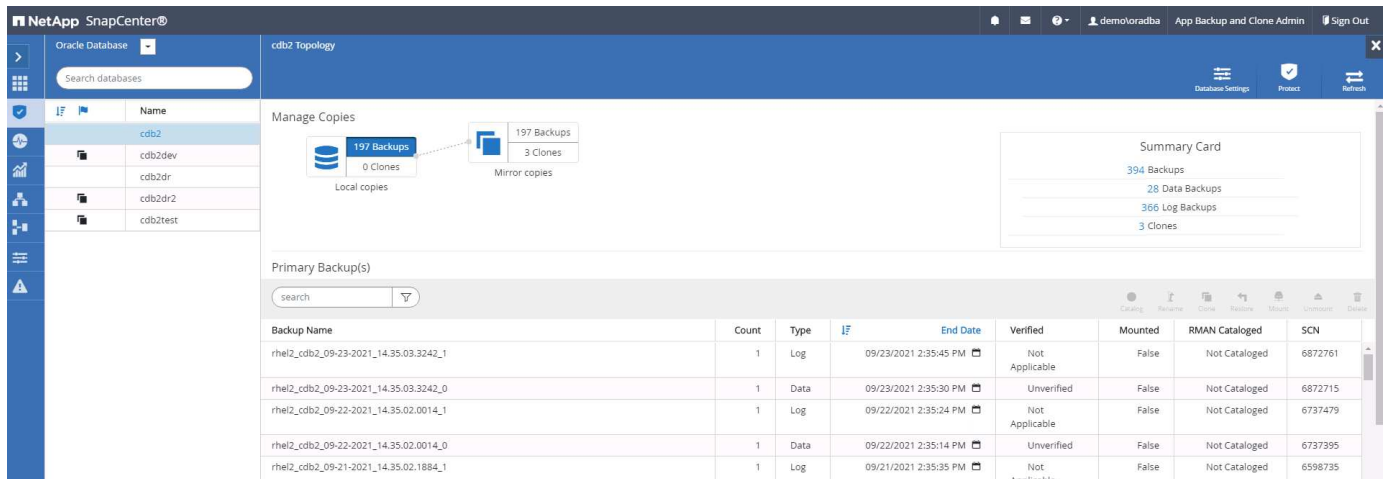 NetApp SnapCenter®
demo\oradba App Backup and Clone Admin Sign Out
Oracle Database
cdb2 Topology
Search databases
Database Settings Protect Refresh
Name
cdb2
cdb2dev
cdb2dr
cdb2dr2
cdb2test
Manage Copies
197 Backups
0 Clones
Local copies
197 Backups
3 Clones
Mirror copies
Summary Card
394 Backups
28 Data Backups
366 Log Backups
3 Clones
Primary Backup(s)
search
Catalog Rename Clone Restore Mount Unmount Delete
Backup Name Count Type End Date Verified Mounted RMAN Cataloged SCN
rhel2_cdb2_09-23-2021_14.35.03.3242_1 1 Log 09/23/2021 2:35:45 PM Not Applicable False Not Cataloged 6872761
rhel2_cdb2_09-23-2021_14.35.03.3242_0 1 Data 09/23/2021 2:35:30 PM Unverified False Not Cataloged 6872715
rhel2_cdb2_09-22-2021_14.35.02.0014_1 1 Log 09/22/2021 2:35:24 PM Not Applicable False Not Cataloged 6737479
rhel2_cdb2_09-22-2021_14.35.02.0014_0 1 Data 09/22/2021 2:35:14 PM Unverified False Not Cataloged 6737395
rhel2_cdb2_09-21-2021_14.35.02.1884_1 1 Log 09/21/2021 2:35:35 PM Not False Not Cataloged 6598735